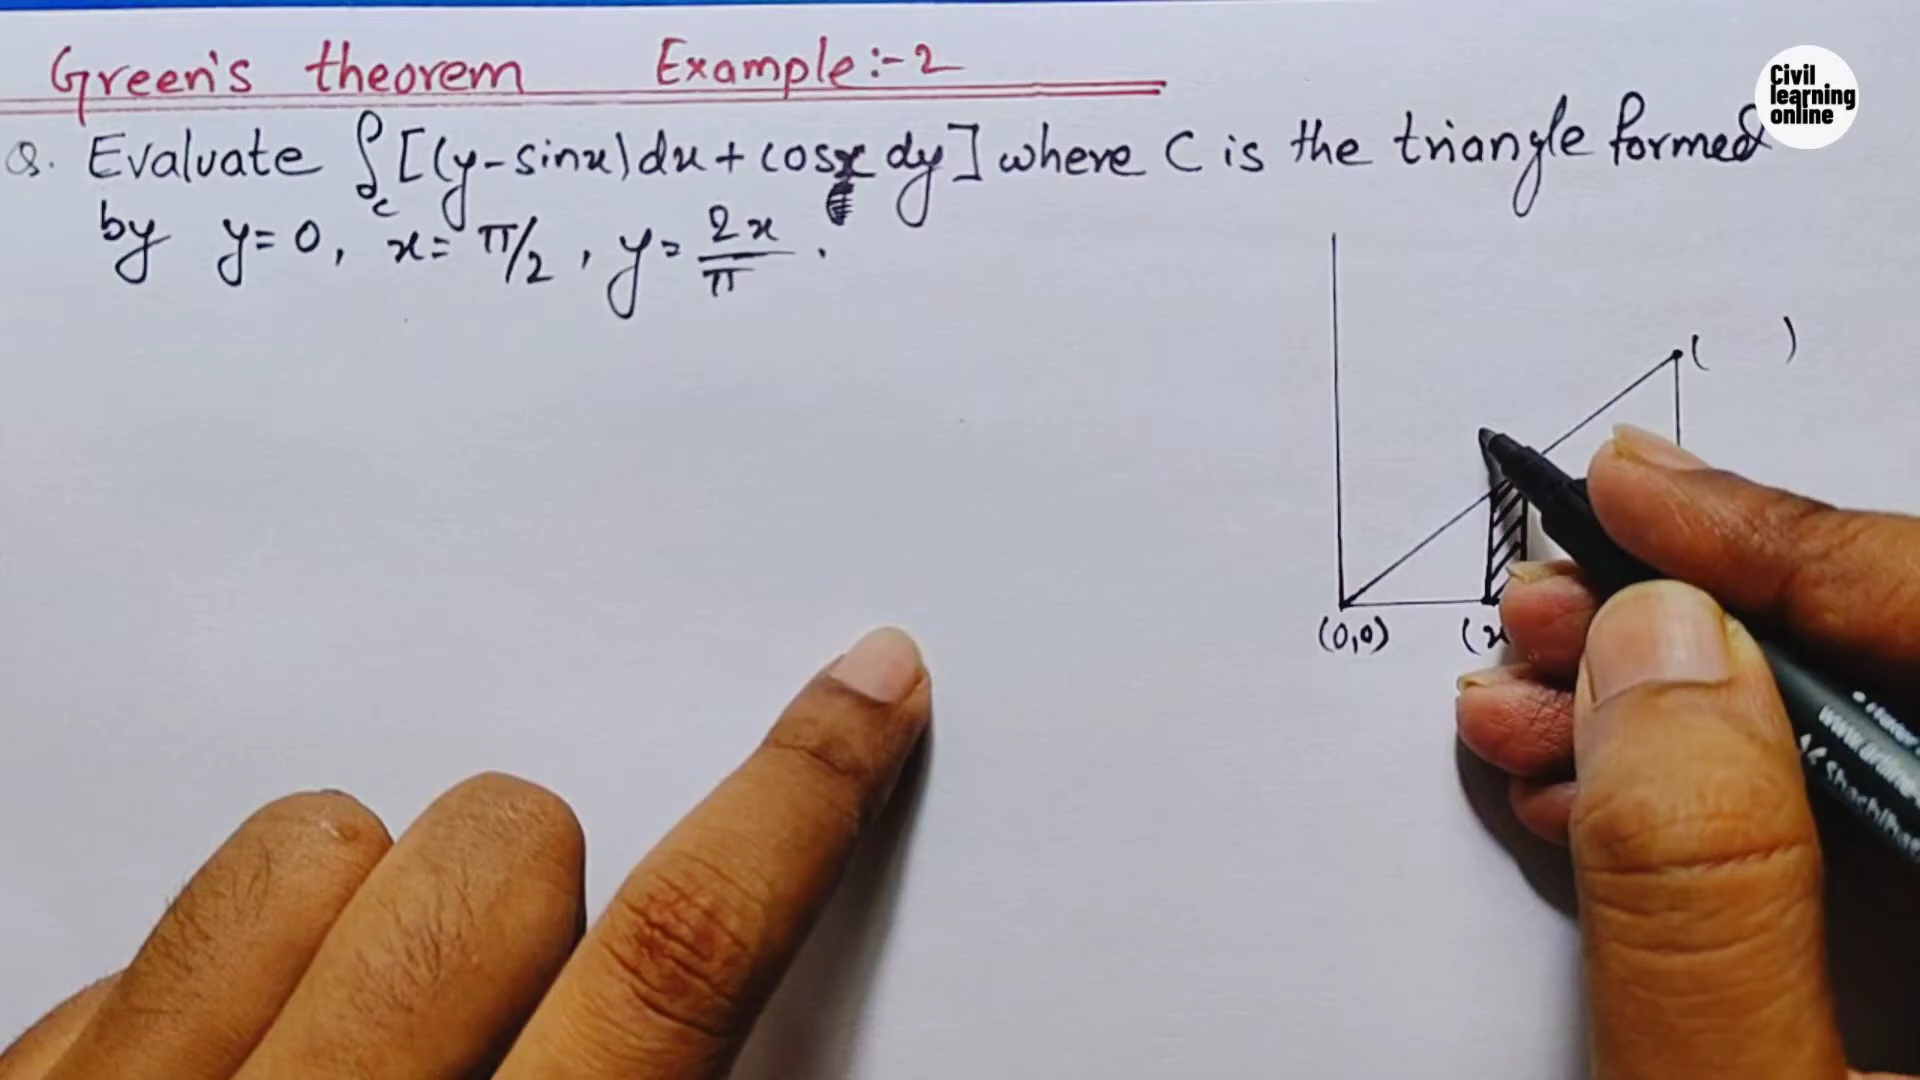 Green's theorem Example:-2
Q. Evaluate ∫c [(y-sinx)dx + cosx dy] where C is the triangle formed
by y=0, x=π/2, y=2x/π.
( )
(0,0) (x
Civil
learning
online